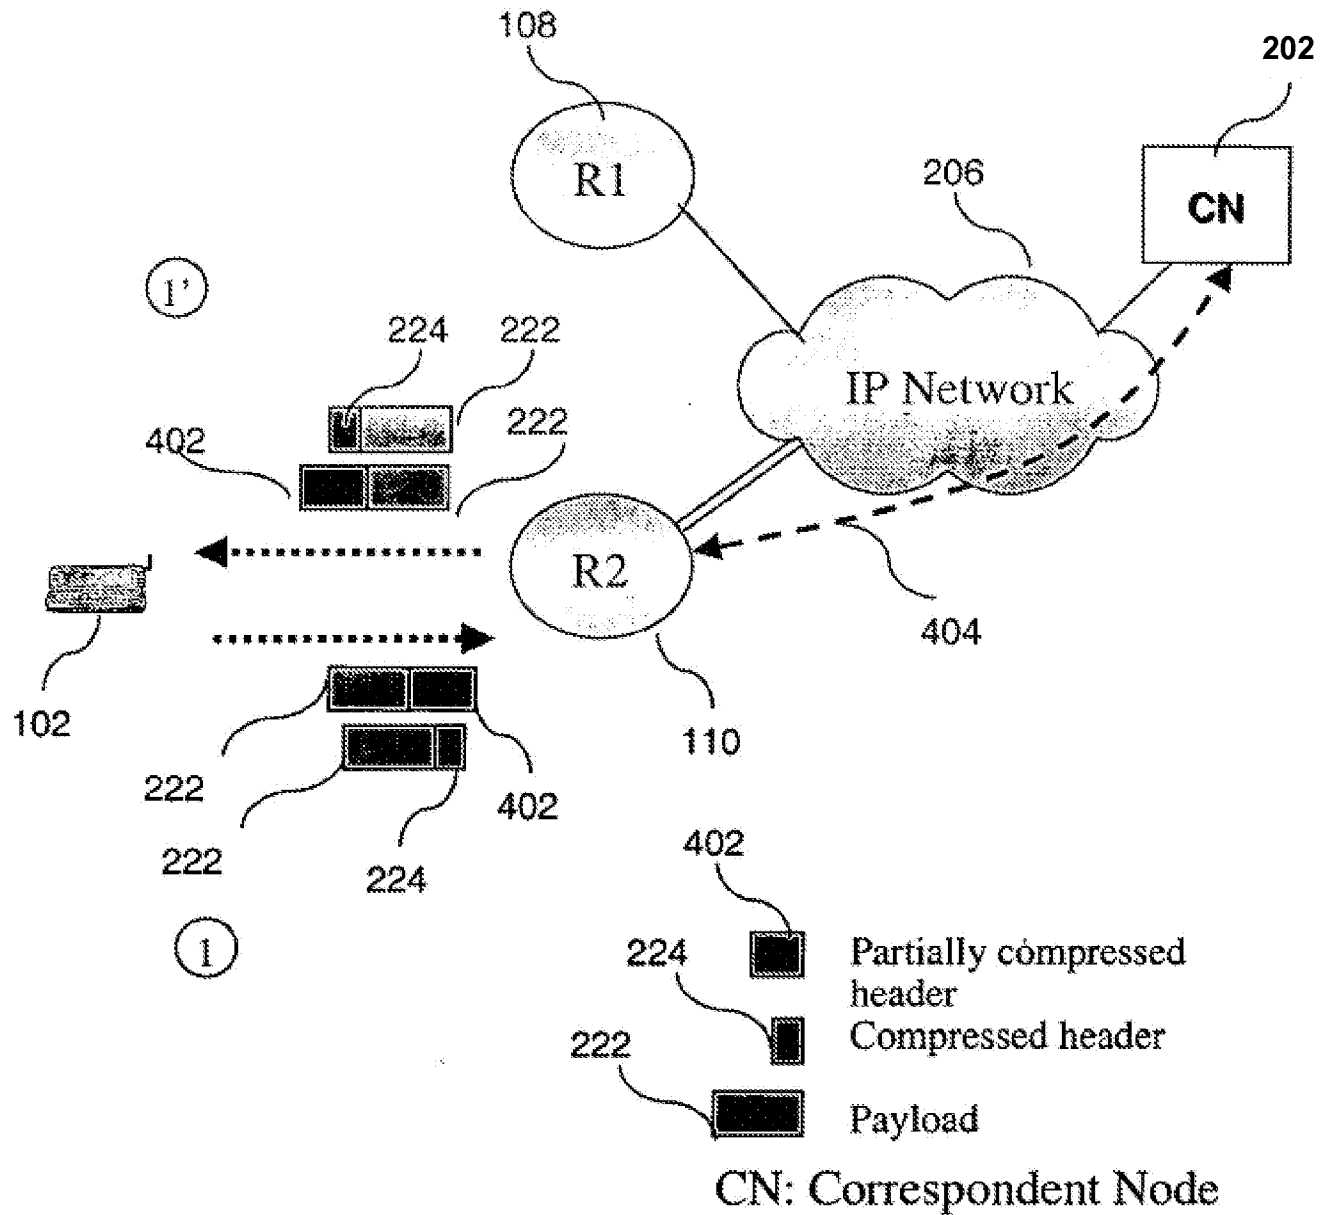 108
202
R1
206
CN
1'
224
222
IP Network
402
222
R2
404
102
110
222
402
222
224
402
1
224
Partially compressed
header
Compressed header
222
Payload
CN: Correspondent Node